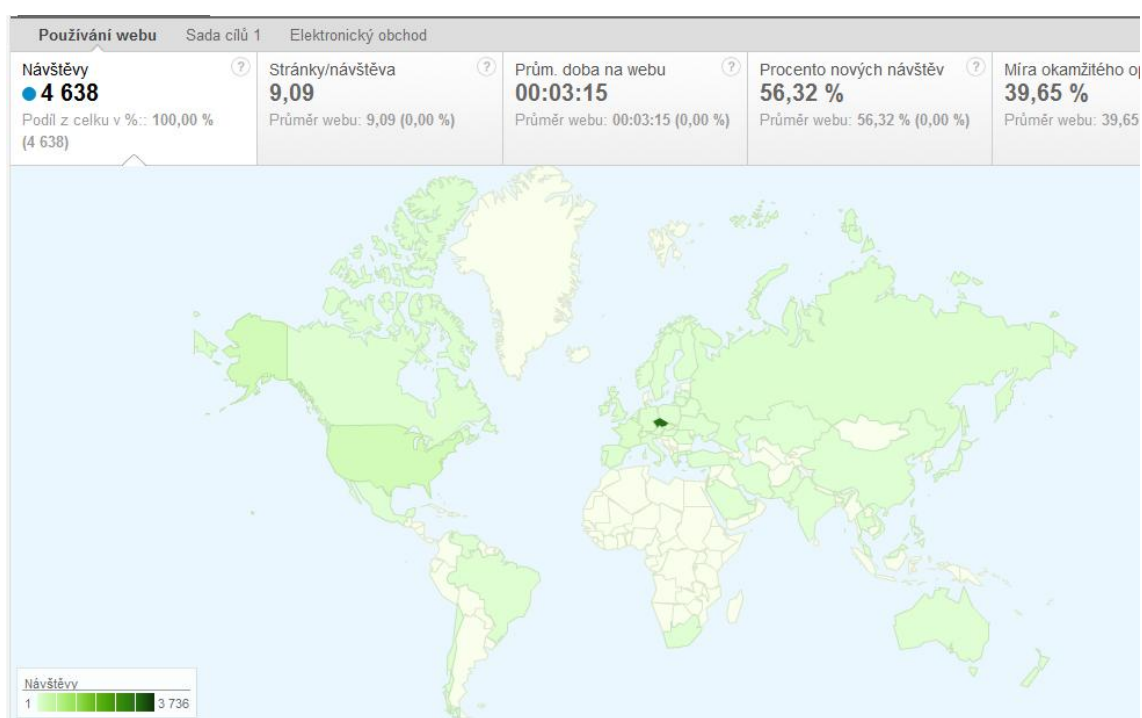 Používání webu Sada cílů 1 Elektronický obchod
Návštěvy ?
4 638
Podíl z celku v %:: 100,00 %
(4 638)
Stránky/návštěva ?
9,09
Průměr webu: 9,09 (0,00 %)
Prům. doba na webu ?
00:03:15
Průměr webu: 00:03:15 (0,00 %)
Procento nových návštěv ?
56,32 %
Průměr webu: 56,32 % (0,00 %)
Míra okamžitého
39,65 %
Průměr webu: 39,65
Návštěvy
1 3 736